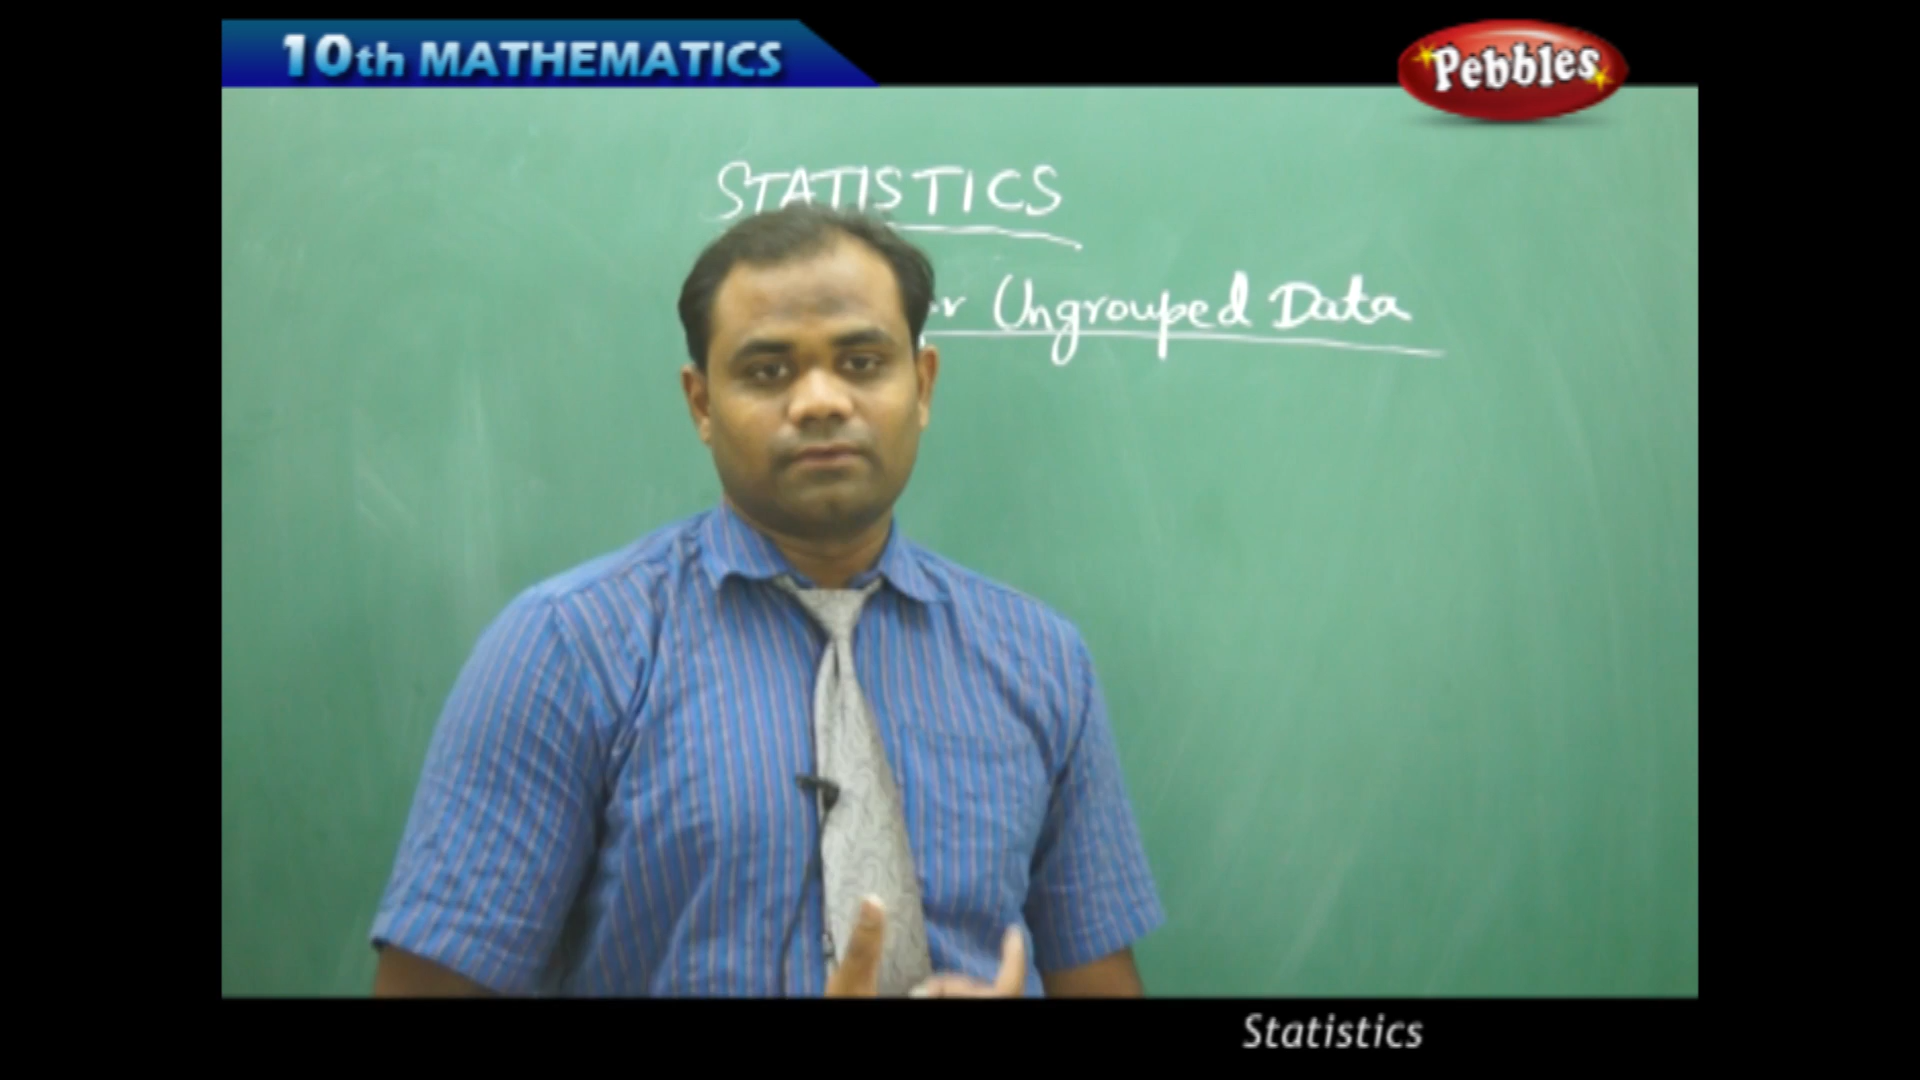 10th MATHEMATICS
Pebbles
STATISTICS
Ungrouped Data
Statistics